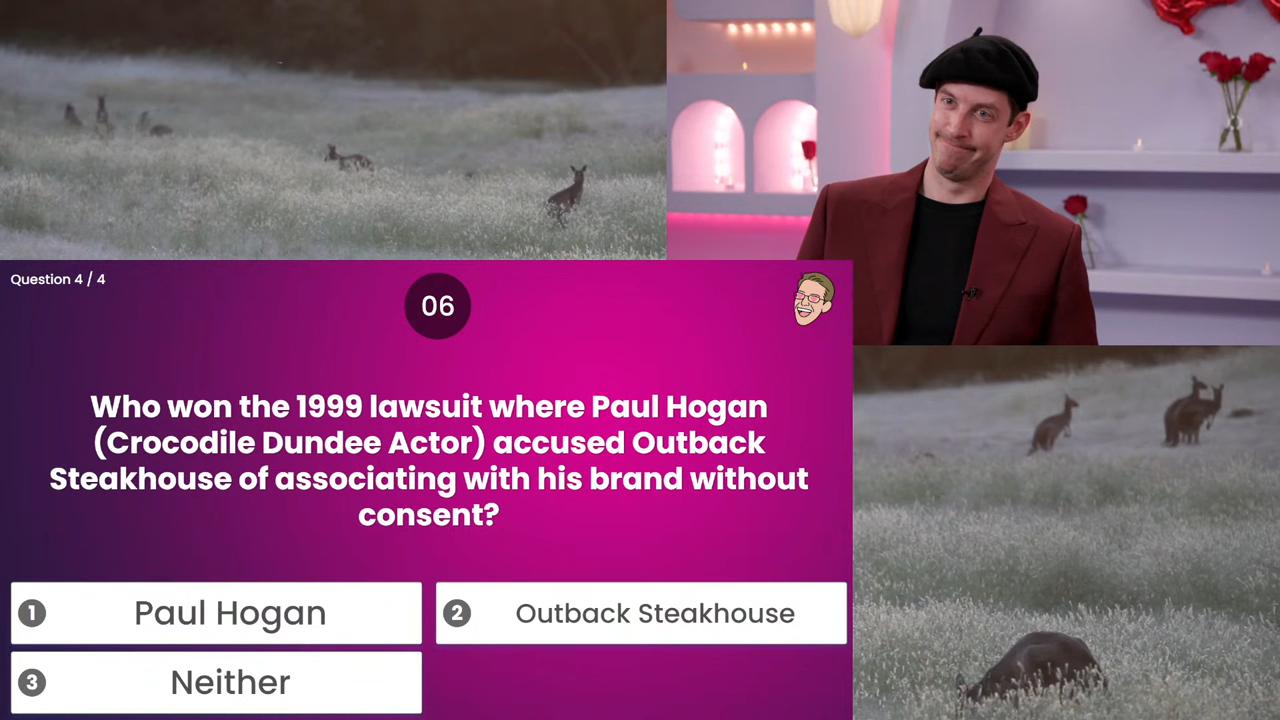 Question 4 / 4
06
Who won the 1999 lawsuit where Paul Hogan
(Crocodile Dundee Actor) accused Outback
Steakhouse of associating with his brand without
consent?
1 Paul Hogan
2 Outback Steakhouse
3 Neither